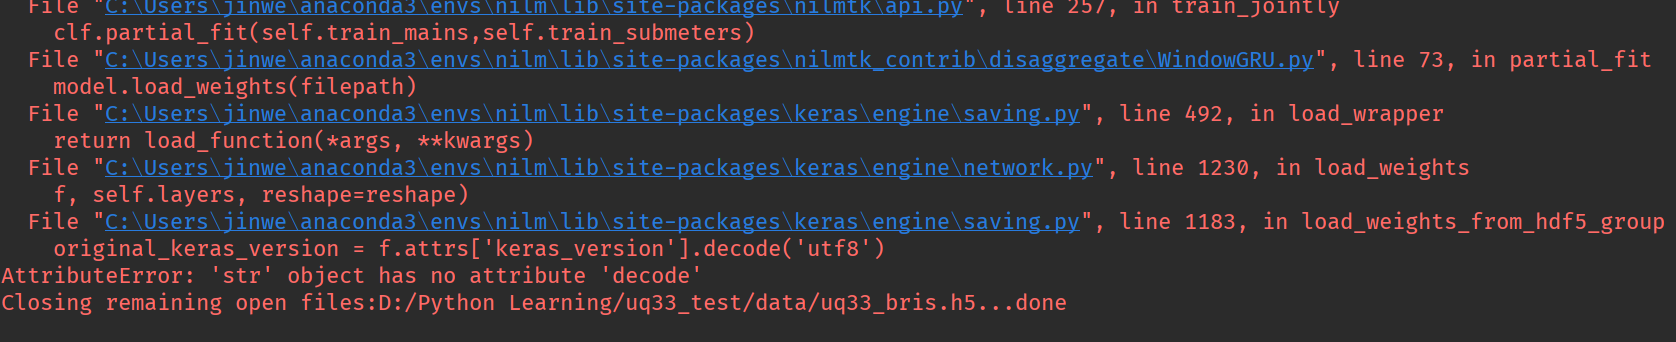 File "C:\Users\jinwe\anaconda3\envs\nilm\lib\site-packages\nilmtk\api.py", line 257, in train_jointly
clf.partial_fit(self.train_mains,self.train_submeters)
File "C:\Users\jinwe\anaconda3\envs\nilm\lib\site-packages\nilmtk_contrib\disaggregate\WindowGRU.py", line 73, in partial_fit
model.load_weights(filepath)
File "C:\Users\jinwe\anaconda3\envs\nilm\lib\site-packages\keras\engine\saving.py", line 492, in load_wrapper
return load_function(*args, **kwargs)
File "C:\Users\jinwe\anaconda3\envs\nilm\lib\site-packages\keras\engine\network.py", line 1230, in load_weights
f, self.layers, reshape=reshape)
File "C:\Users\jinwe\anaconda3\envs\nilm\lib\site-packages\keras\engine\saving.py", line 1183, in load_weights_from_hdf5_group
original_keras_version = f.attrs['keras_version'].decode('utf8')
AttributeError: 'str' object has no attribute 'decode'
Closing remaining open files:D:/Python Learning/uq33_test/data/uq33_bris.h5...done